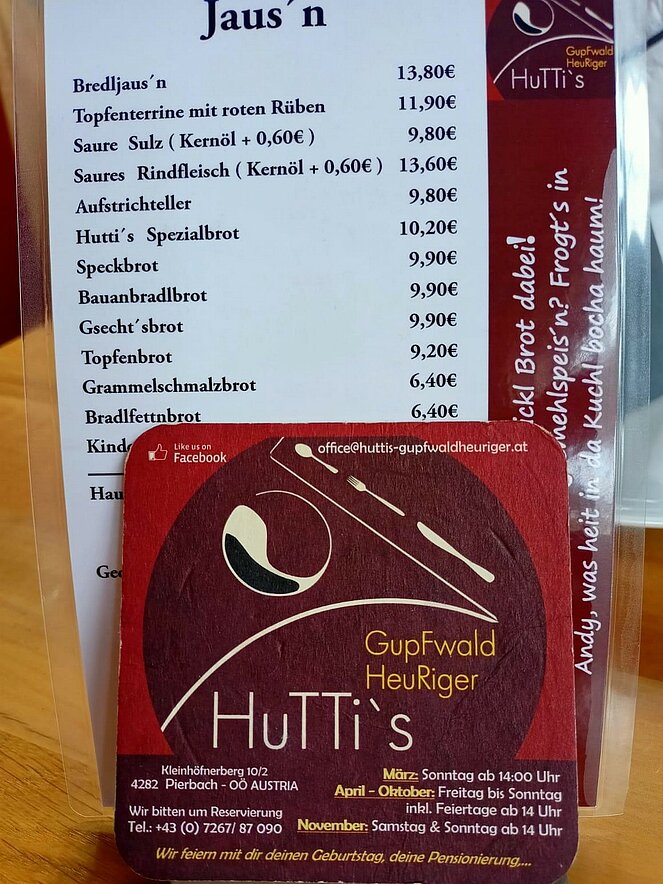 Jaus´n
Bredljaus´n 13,80€
Topfenterrine mit roten Rüben 11,90€
Saure Sulz ( Kernöl + 0,60€ ) 9,80€
Saures Rindfleisch ( Kernöl + 0,60€ ) 13,60€
Aufstrichteller 9,80€
Hutti´s Spezialbrot 10,20€
Speckbrot 9,90€
Bauanbradlbrot 9,90€
Gsecht´sbrot 9,90€
Topfenbrot 9,20€
Grammelschmalzbrot 6,40€
Bradlfettnbrot 6,40€
GupFwald
HeuRiger
HuTTi`s
Brot dabei!
Frogt´s in
Andy, was heit in da Kuchl bocha haum!
Like us on
Facebook
office@huttis-gupfwaldheuriger.at
GupFwald
HeuRiger
HuTTi`s
Kleinhöfnerberg 10/2
4282 Pierbach - OÖ AUSTRIA
Wir bitten um Reservierung
Tel.: +43 (0) 7267/ 87 090
März: Sonntag ab 14:00 Uhr
April - Oktober: Freitag bis Sonntag
inkl. Feiertage ab 14 Uhr
November: Samstag & Sonntag ab 14 Uhr
Wir feiern mit dir deinen Geburtstag, deine Pensionierung,...